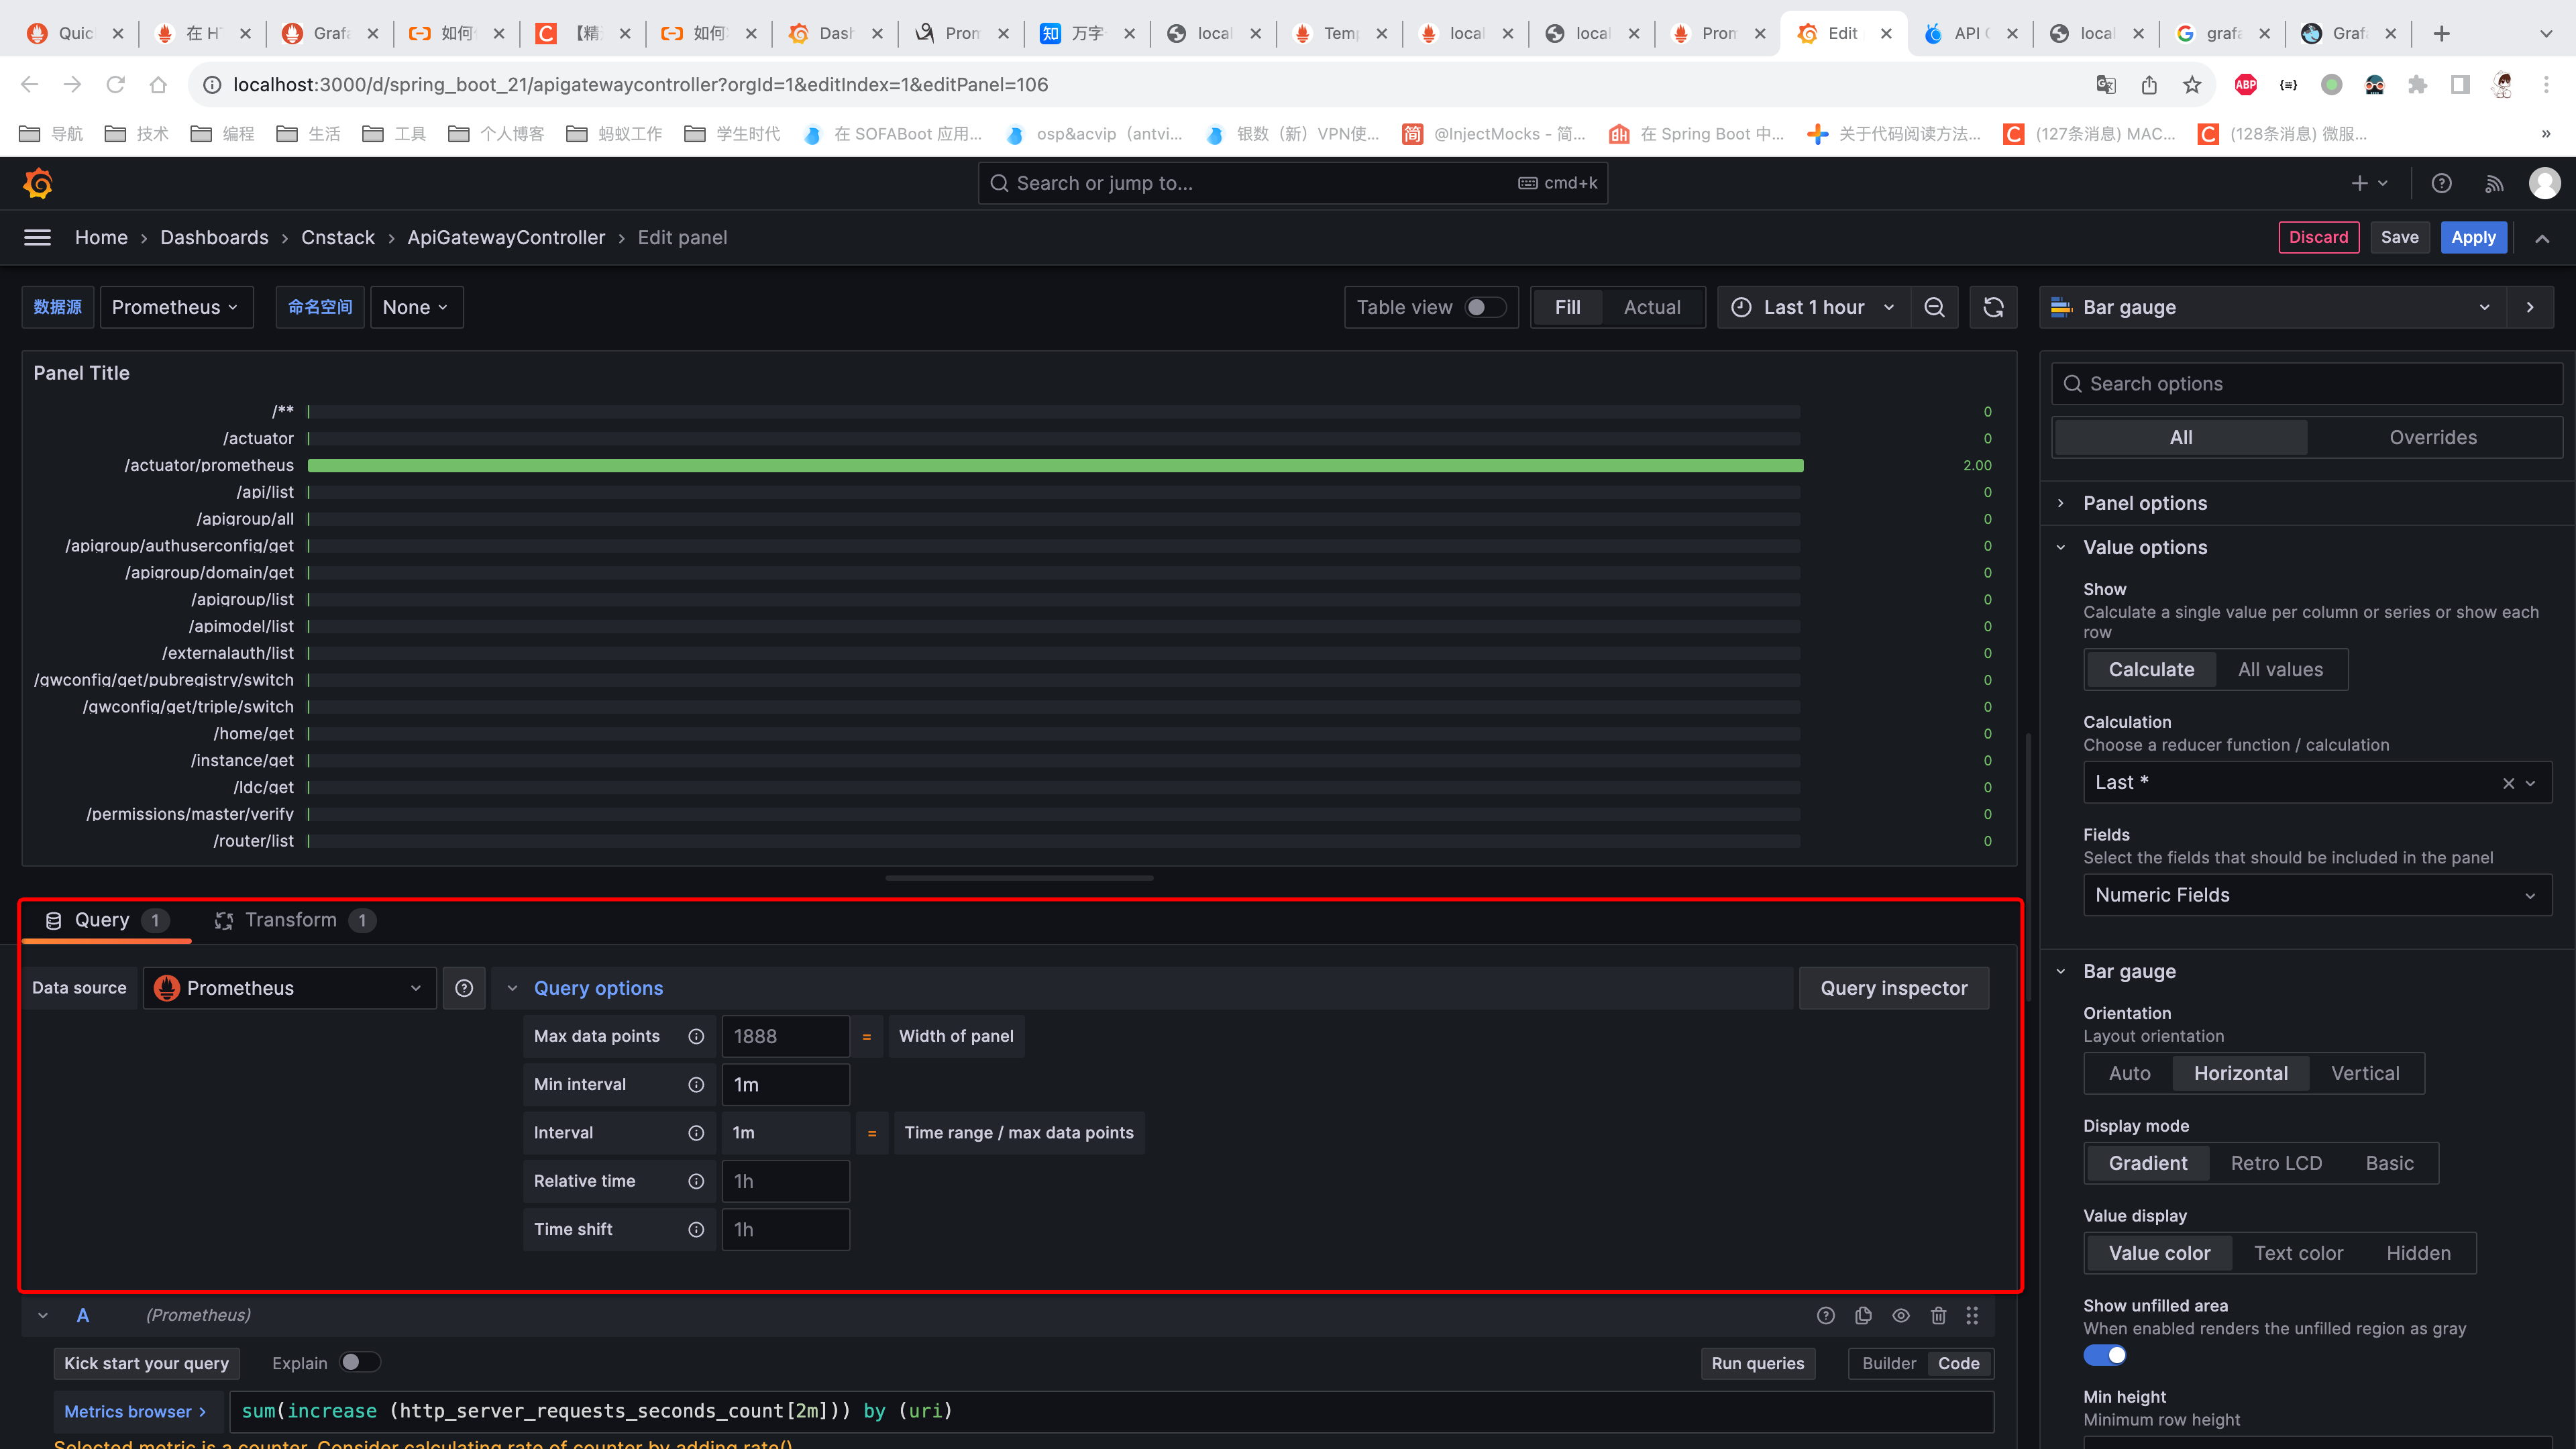 Quic
在 H
Grafa
如何
【精
如何
Dash
Prom
万字
local
Temp
local
local
Prom
Edit
API
local
grafa
Grafa
localhost:3000/d/spring_boot_21/apigatewaycontroller?orgId=1&editIndex=1&editPanel=106
ABP
导航 技术 编程 生活 工具 个人博客 蚂蚁工作 学生时代 在 SOFABoot 应用... osp&acvip（antvi... 银数（新）VPN使... 简 @InjectMocks - 简... 在 Spring Boot 中... 关于代码阅读方法... C (127条消息) MAC... C (128条消息) 微服... »
Search or jump to... cmd+k
Home › Dashboards › Cnstack › ApiGatewayController › Edit panel
Discard Save Apply
数据源 Prometheus 命名空间 None
Table view Fill Actual Last 1 hour
Bar gauge
Panel Title
/** 0
/actuator 0
/actuator/prometheus 2.00
/api/list 0
/apigroup/all 0
/apigroup/authuserconfig/get 0
/apigroup/domain/get 0
/apigroup/list 0
/apimodel/list 0
/externalauth/list 0
/gwconfig/get/pubregistry/switch 0
/gwconfig/get/triple/switch 0
/home/get 0
/instance/get 0
/ldc/get 0
/permissions/master/verify 0
/router/list 0
Query 1 Transform 1
Data source Prometheus Query options Query inspector
Max data points 1888 = Width of panel
Min interval 1m
Interval 1m = Time range / max data points
Relative time 1h
Time shift 1h
A (Prometheus)
Kick start your query Explain Run queries Builder Code
Metrics browser > sum(increase (http_server_requests_seconds_count[2m])) by (uri)
Selected metric is a counter. Consider calculating rate of counter by adding rate().
Search options
All Overrides
Panel options
Value options
Show
Calculate a single value per column or series or show each
row
Calculate All values
Calculation
Choose a reducer function / calculation
Last *
Fields
Select the fields that should be included in the panel
Numeric Fields
Bar gauge
Orientation
Layout orientation
Auto Horizontal Vertical
Display mode
Gradient Retro LCD Basic
Value display
Value color Text color Hidden
Show unfilled area
When enabled renders the unfilled region as gray
Min height
Minimum row height